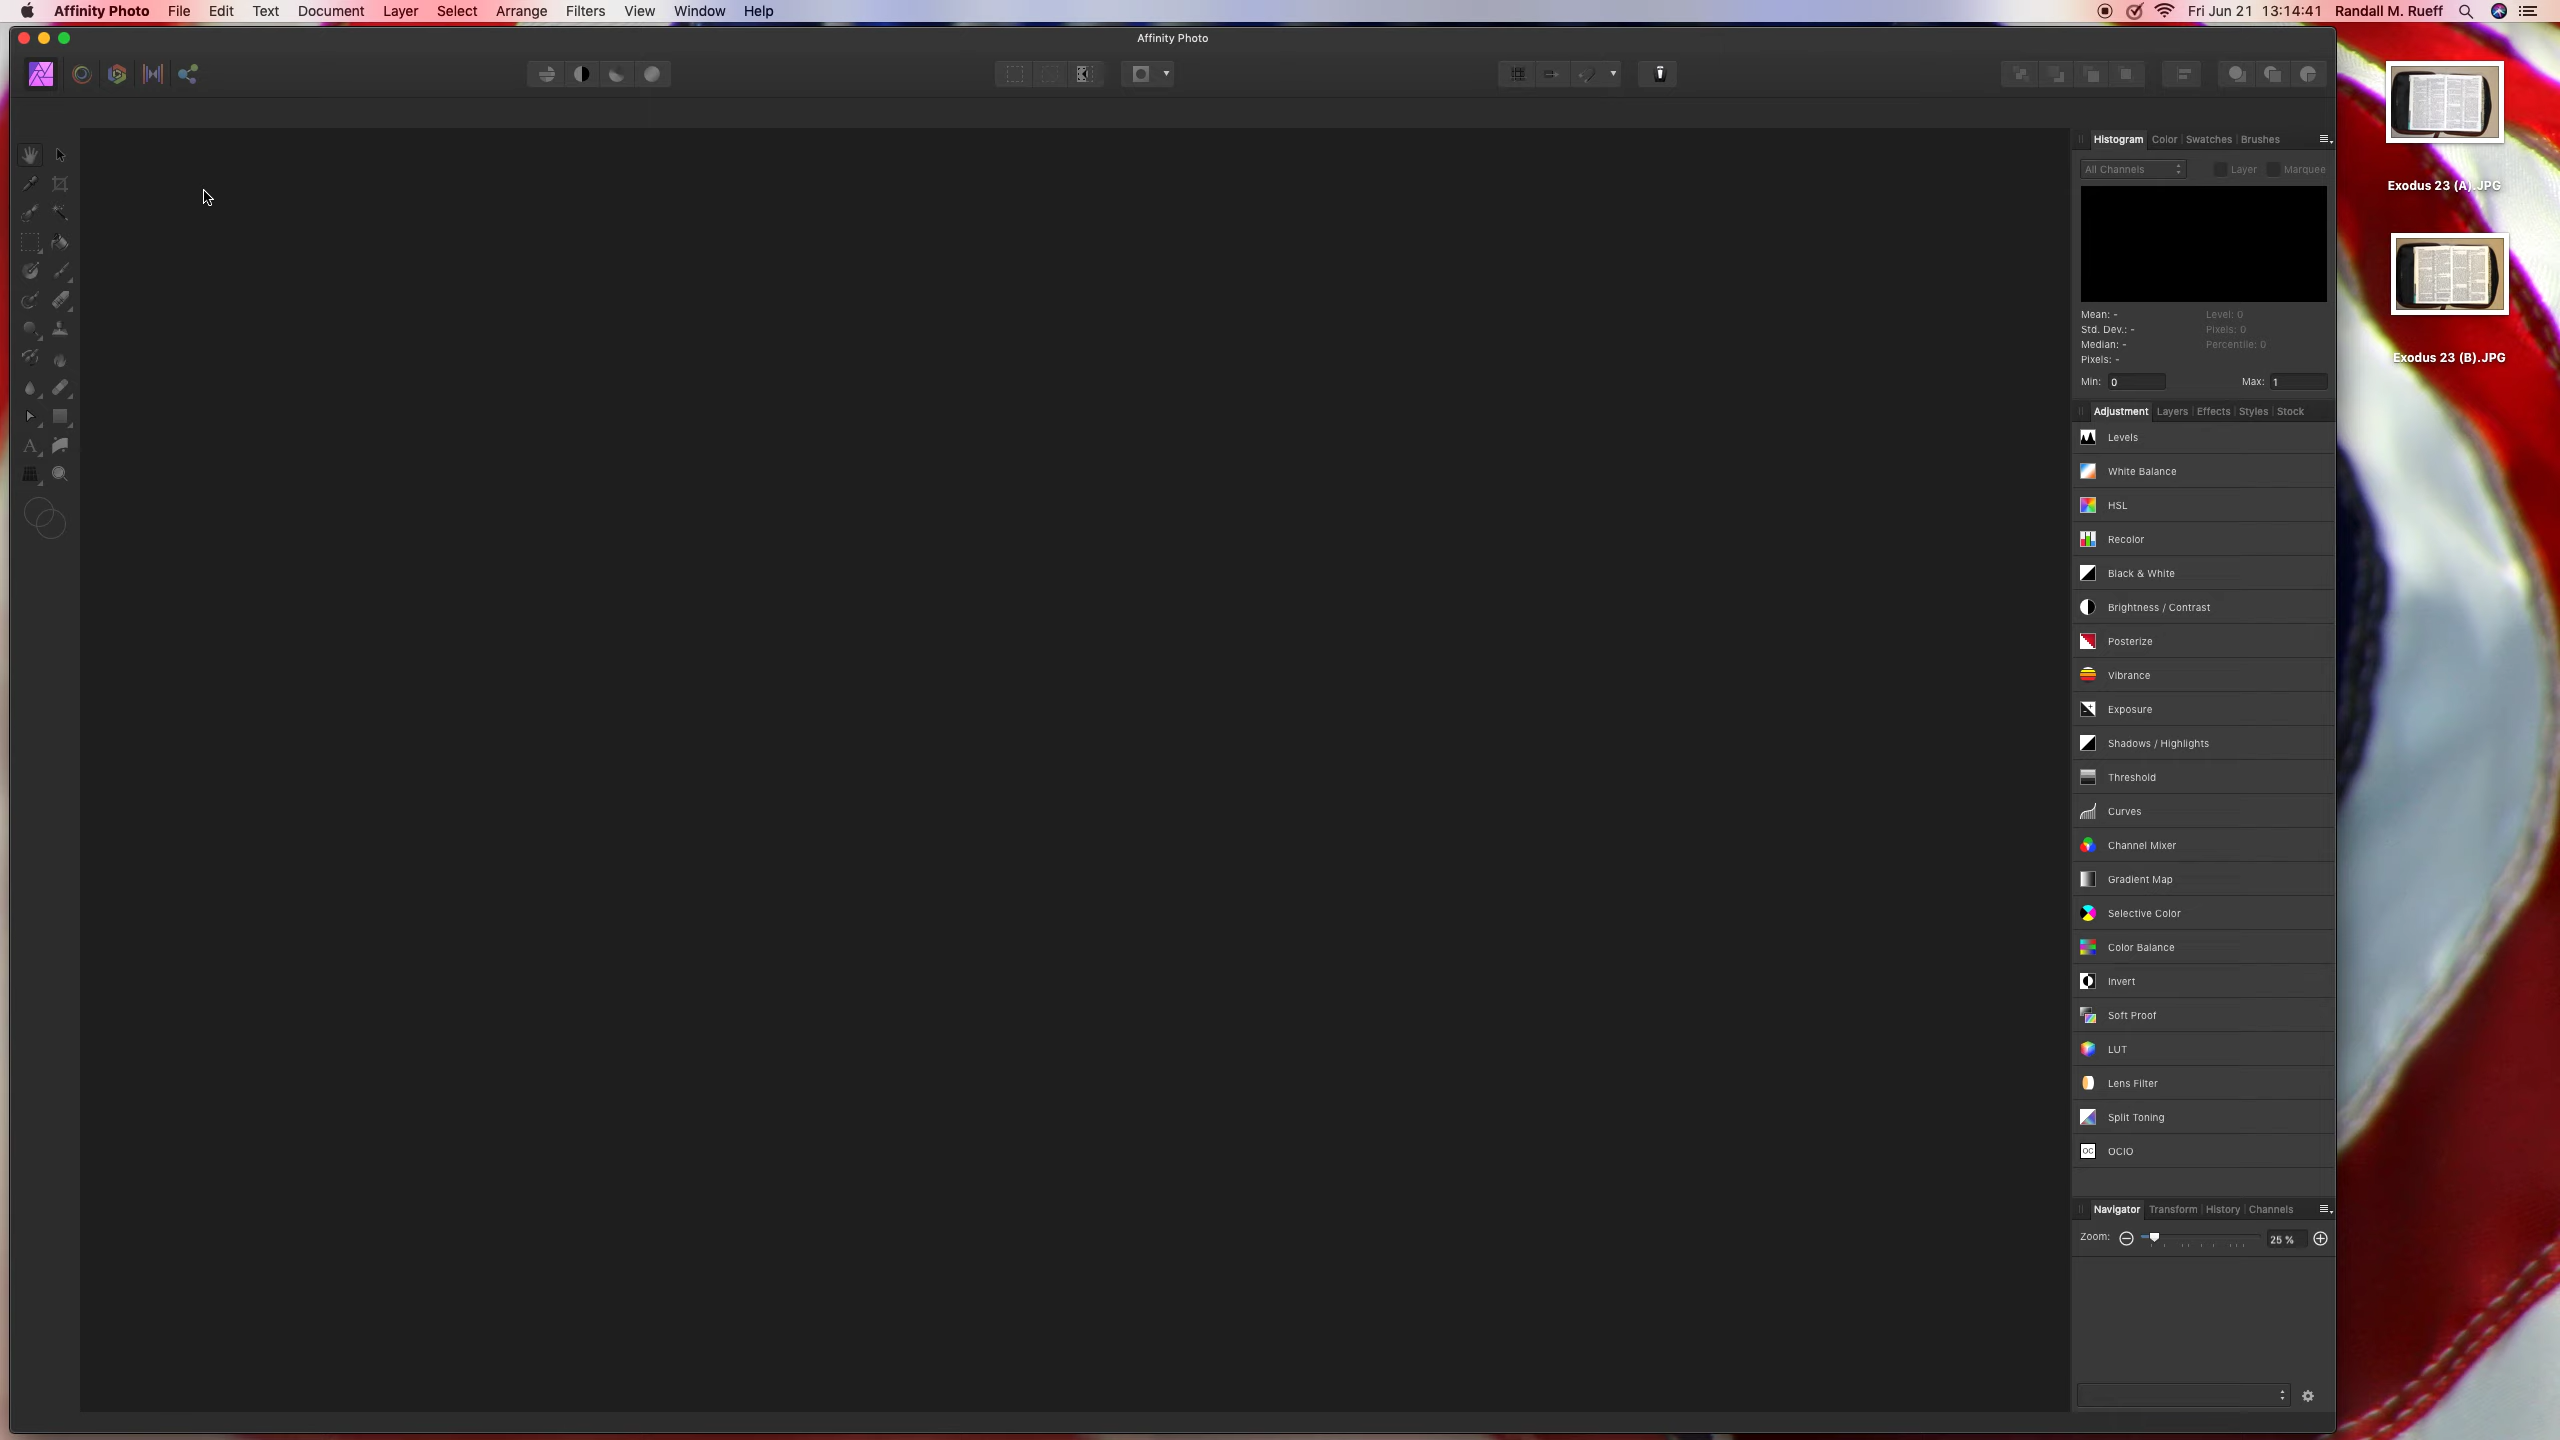 Affinity Photo File Edit Text Document Layer Select Arrange Filters View Window Help Fri Jun 21 13:14:41 Randall M. Rueff
Affinity Photo
Histogram Color Swatches Brushes
All Channels Layer Marquee
Mean: - Level: 0
Std. Dev.: - Pixels: 0
Median: - Percentile: 0
Pixels: -
Min: 0 Max: 1
Adjustment Layers Effects Styles Stock
Levels
White Balance
HSL
Recolor
Black & White
Brightness / Contrast
Posterize
Vibrance
Exposure
Shadows / Highlights
Threshold
Curves
Channel Mixer
Gradient Map
Selective Color
Color Balance
Invert
Soft Proof
LUT
Lens Filter
Split Toning
OC OCIO
Navigator Transform History Channels
Zoom: 25 %
Exodus 23 (A).JPG
Exodus 23 (B).JPG